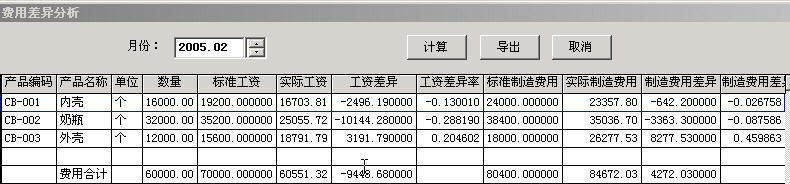 费用差异分析
月份: 2005.02 计算 导出 取消
产品编码 产品名称 单位 数量 标准工资 实际工资 工资差异 工资差异率 标准制造费用 实际制造费用 制造费用差异 制造费用差异
CB-001 内壳 个 16000.00 19200.000000 16703.81 -2496.190000 -0.130010 24000.000000 23357.80 -642.200000 -0.026758
CB-002 奶瓶 个 32000.00 35200.000000 25055.72 -10144.280000 -0.288190 38400.000000 35036.70 -3363.300000 -0.087586
CB-003 外壳 个 12000.00 15600.000000 18791.79 3191.790000 0.204602 18000.000000 26277.53 8277.530000 0.459863
费用合计 60000.00 70000.000000 60551.32 -9448.680000 80400.000000 84672.03 4272.030000